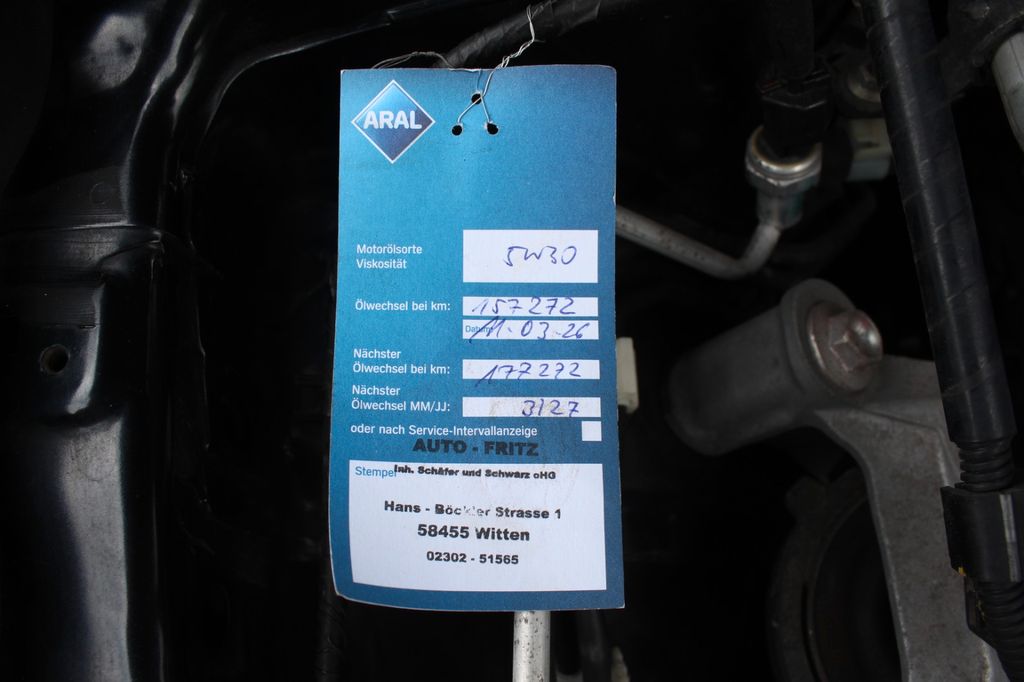 ARAL
Motorölsorte
Viskosität
5W30
Ölwechsel bei km: 157272
Datum 11.03.26
Nächster
Ölwechsel bei km: 177272
Nächster
Ölwechsel MM/JJ: 3/27
oder nach Service-Intervallanzeige
AUTO - FRITZ
Stempel Inh. Schäfer und Schwarz oHG
Hans - Böckler Strasse 1
58455 Witten
02302 - 51565